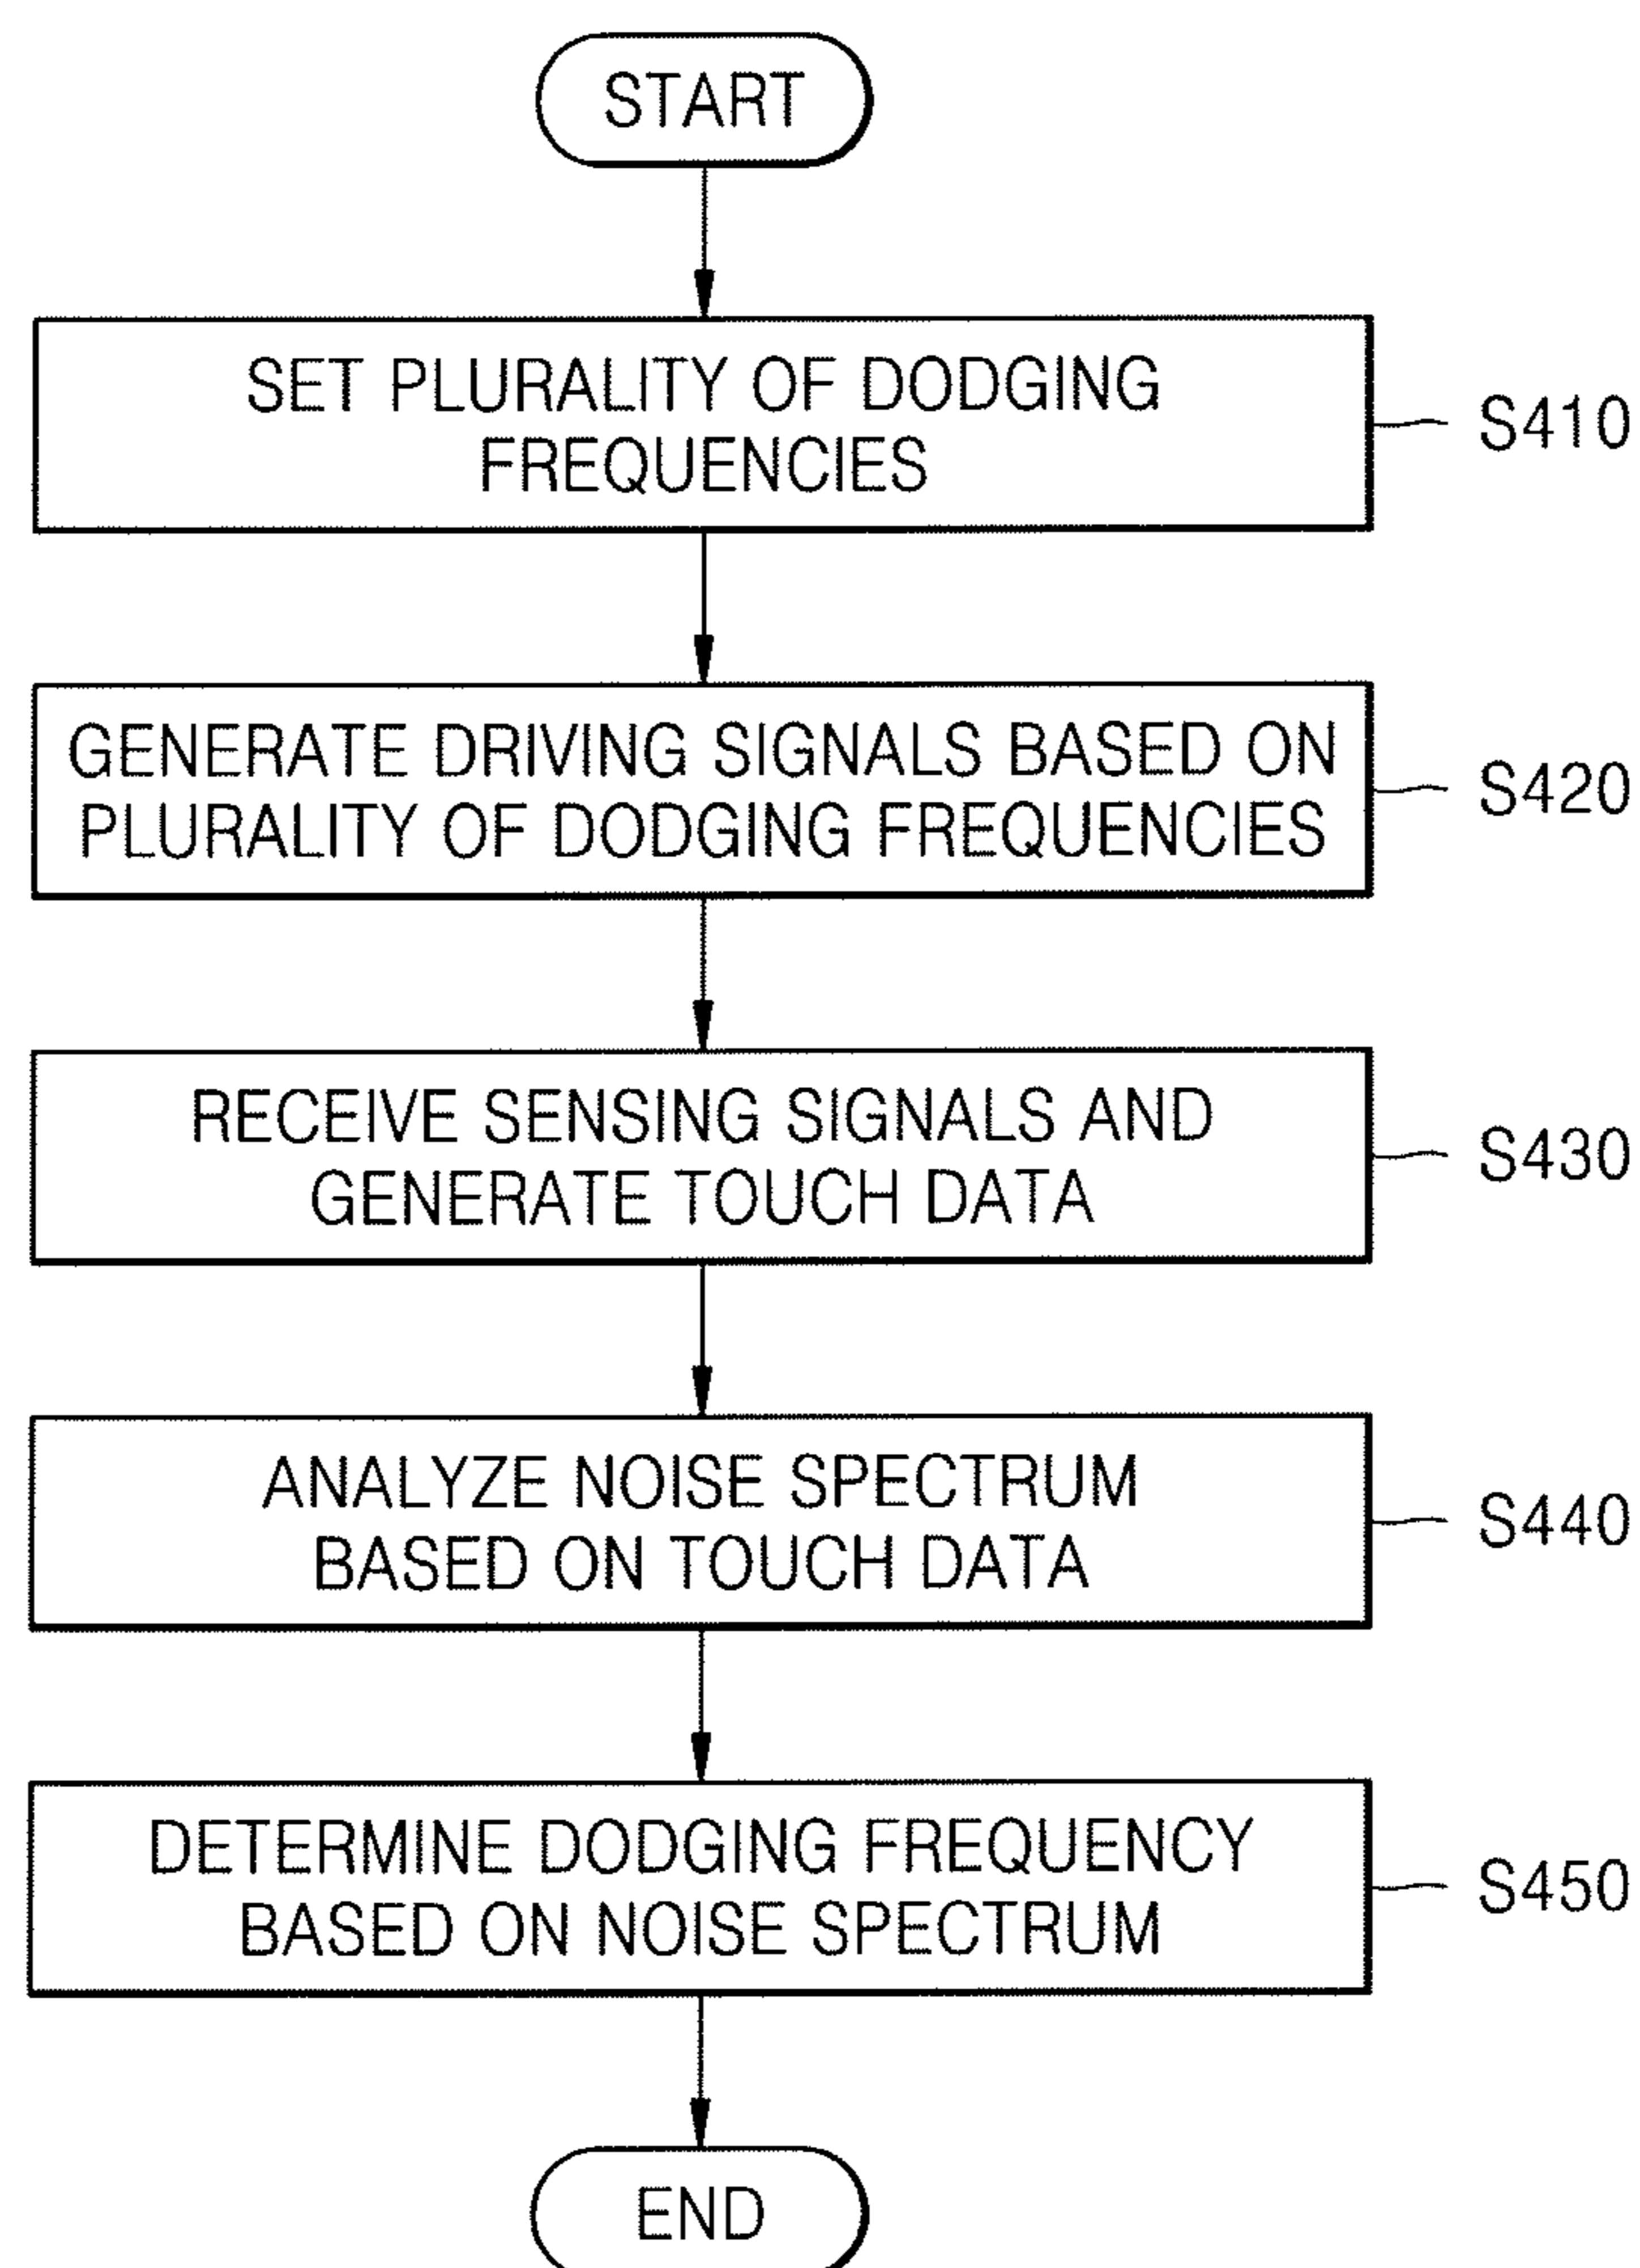 START
SET PLURALITY OF DODGING
FREQUENCIES
S410
GENERATE DRIVING SIGNALS BASED ON
PLURALITY OF DODGING FREQUENCIES
S420
RECEIVE SENSING SIGNALS AND
GENERATE TOUCH DATA
S430
ANALYZE NOISE SPECTRUM
BASED ON TOUCH DATA
S440
DETERMINE DODGING FREQUENCY
BASED ON NOISE SPECTRUM
S450
END